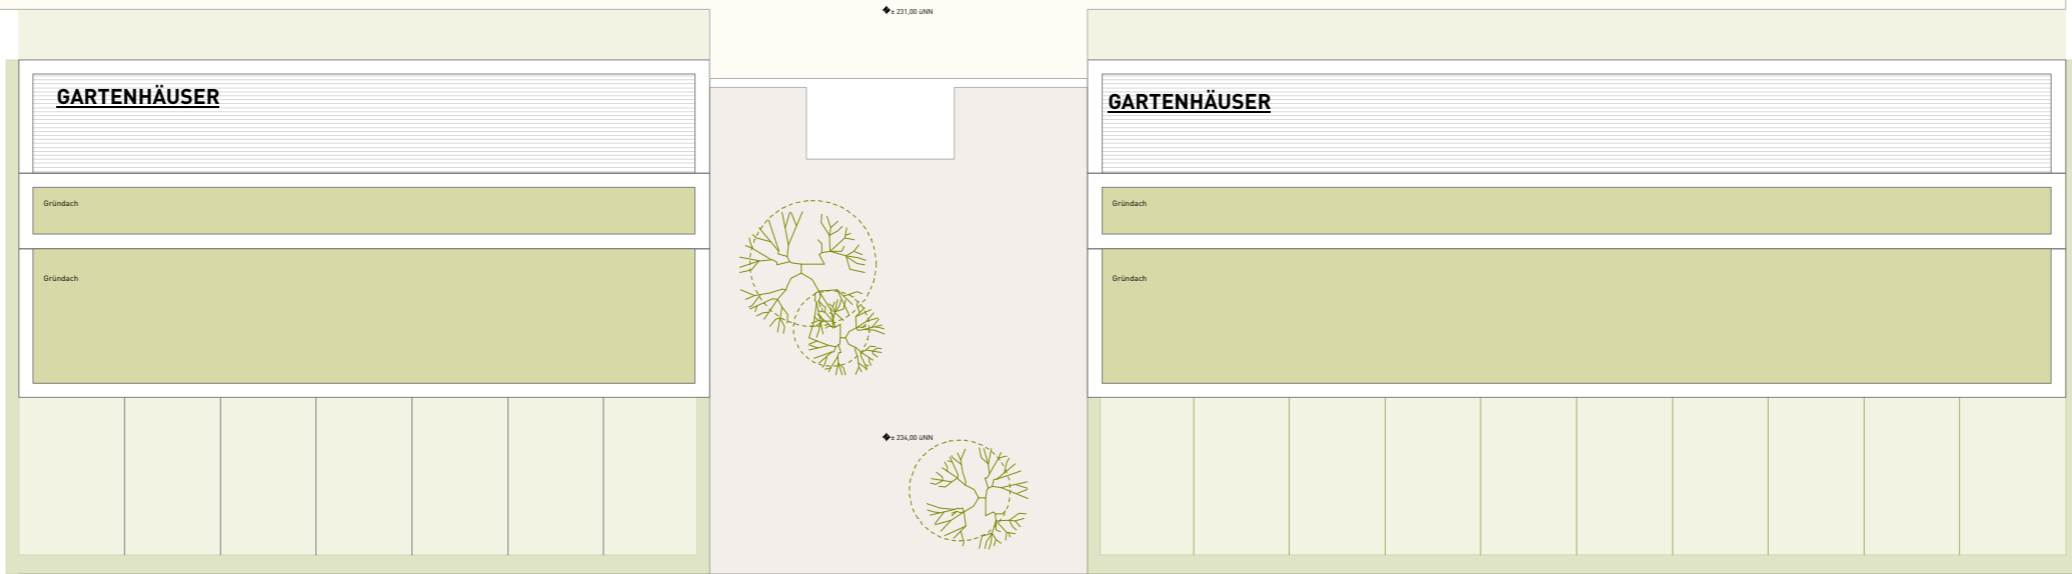 ± 231,00 üNN
GARTENHÄUSER
GARTENHÄUSER
Gründach
Gründach
Gründach
Gründach
± 234,00 üNN